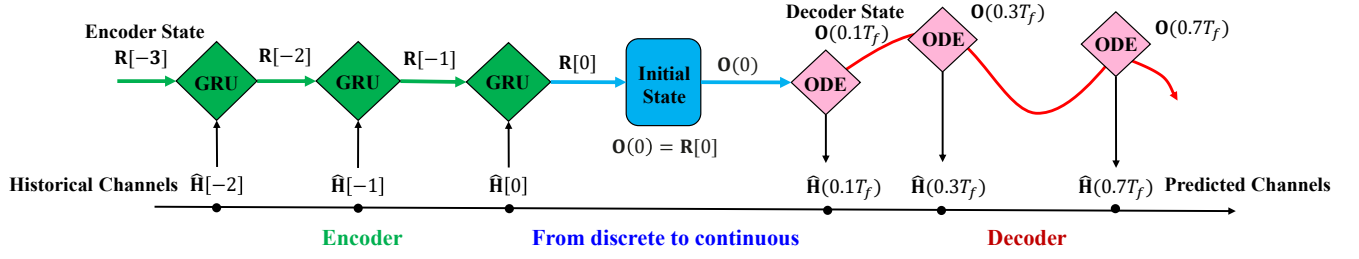 Encoder State
R[−3]
R[−2]
R[−1]
R[0]
O(0)
Decoder State
O(0.1T_f)
O(0.3T_f)
O(0.7T_f)
GRU
GRU
GRU
Initial
State
ODE
ODE
ODE
O(0) = R[0]
Historical Channels
Ĥ[−2]
Ĥ[−1]
Ĥ[0]
Ĥ(0.1T_f)
Ĥ(0.3T_f)
Ĥ(0.7T_f)
Predicted Channels
Encoder
From discrete to continuous
Decoder